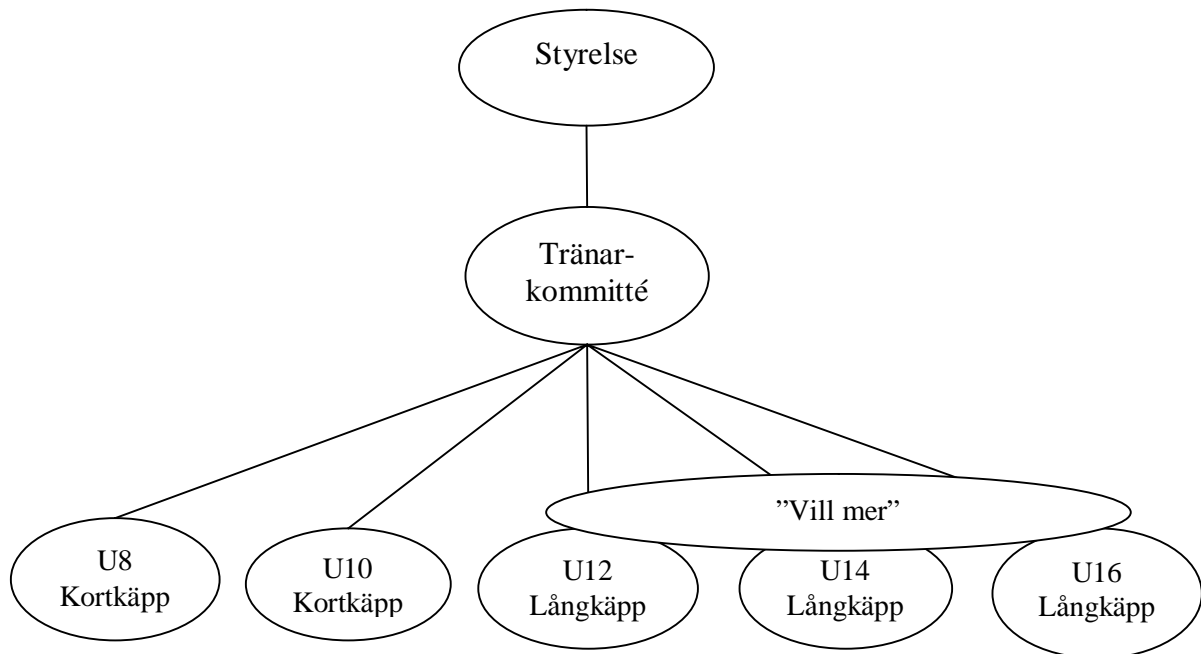 Styrelse
Tränar-
kommitté
”Vill mer”
U8
Kortkäpp
U10
Kortkäpp
U12
Långkäpp
U14
Långkäpp
U16
Långkäpp